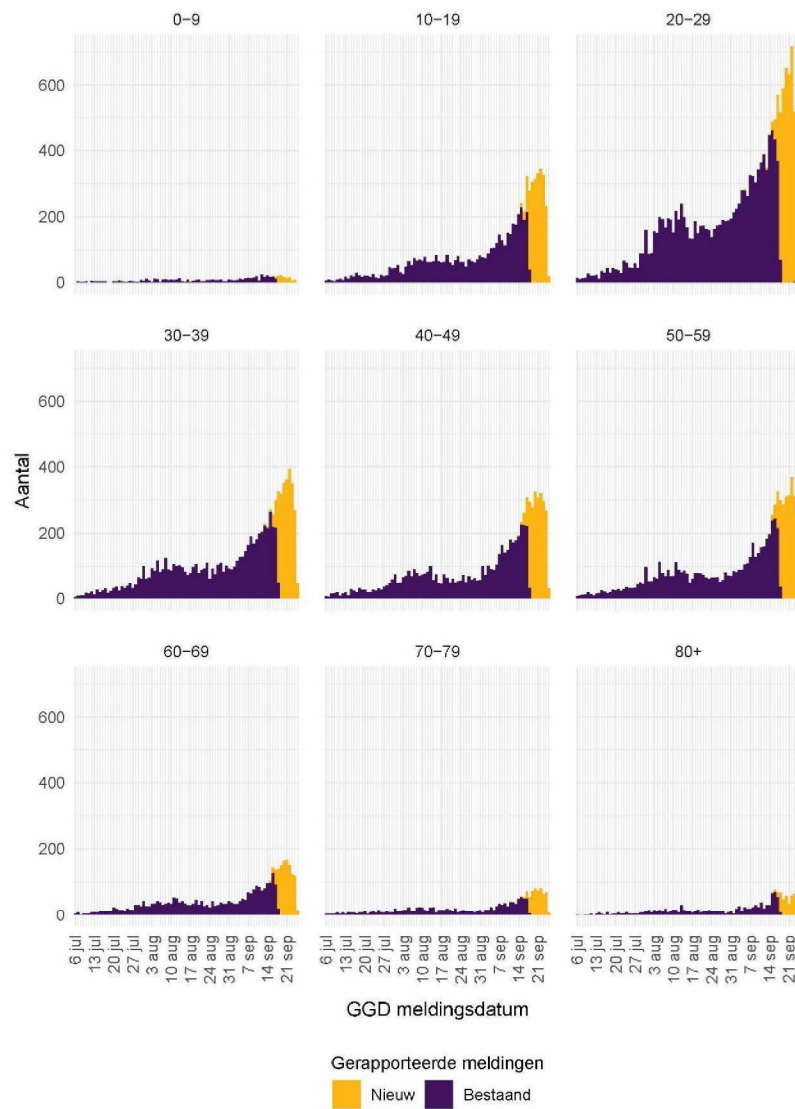 0−9
10−19
20−29
600
400
200
0
30−39
40−49
50−59
600
400
200
0
Aantal
60−69
70−79
80+
600
400
200
0
6 jul
13 jul
20 jul
27 jul
3 aug
10 aug
17 aug
24 aug
31 aug
7 sep
14 sep
21 sep
6 jul
13 jul
20 jul
27 jul
3 aug
10 aug
17 aug
24 aug
31 aug
7 sep
14 sep
21 sep
6 jul
13 jul
20 jul
27 jul
3 aug
10 aug
17 aug
24 aug
31 aug
7 sep
14 sep
21 sep
GGD meldingsdatum
Gerapporteerde meldingen
Nieuw
Bestaand